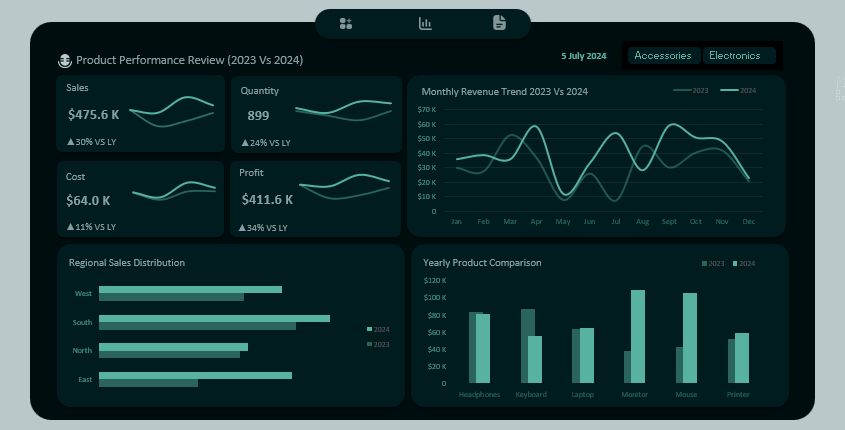 Product Performance Review (2023 Vs 2024)
5 July 2024
Accessories
Electronics
Sales
$475.6 K
▲30% VS LY
Quantity
899
▲24% VS LY
Cost
$64.0 K
▲11% VS LY
Profit
$411.6 K
▲34% VS LY
Monthly Revenue Trend 2023 Vs 2024
2023
2024
$70 K
$60 K
$50 K
$40 K
$30 K
$20 K
$10 K
0
Jan Feb Mar Apr May Jun Jul Aug Sept Oct Nov Dec
Regional Sales Distribution
West
South
North
East
2024
2023
Yearly Product Comparison
2023
2024
$120 K
$100 K
$80 K
$60 K
$40 K
$20 K
0
Headphones Keyboard Laptop Monitor Mouse Printer